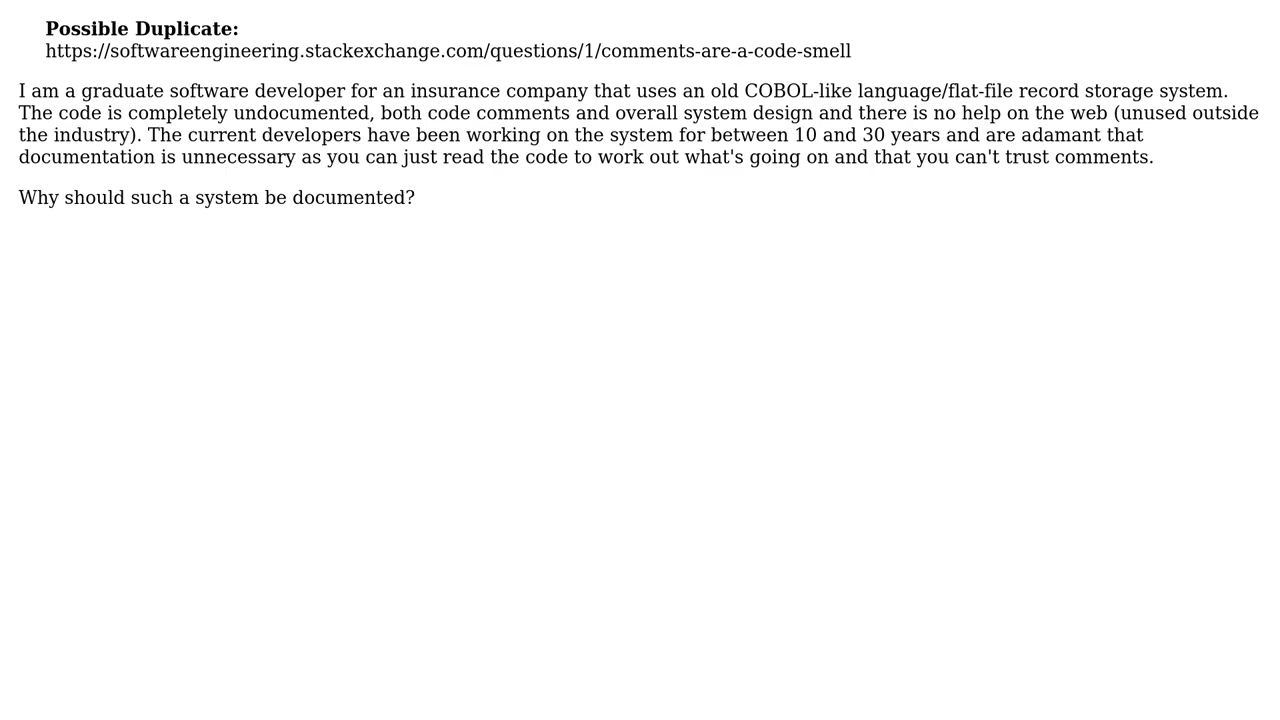 Possible Duplicate:
https://softwareengineering.stackexchange.com/questions/1/comments-are-a-code-smell
I am a graduate software developer for an insurance company that uses an old COBOL-like language/flat-file record storage system.
The code is completely undocumented, both code comments and overall system design and there is no help on the web (unused outside
the industry). The current developers have been working on the system for between 10 and 30 years and are adamant that
documentation is unnecessary as you can just read the code to work out what's going on and that you can't trust comments.
Why should such a system be documented?